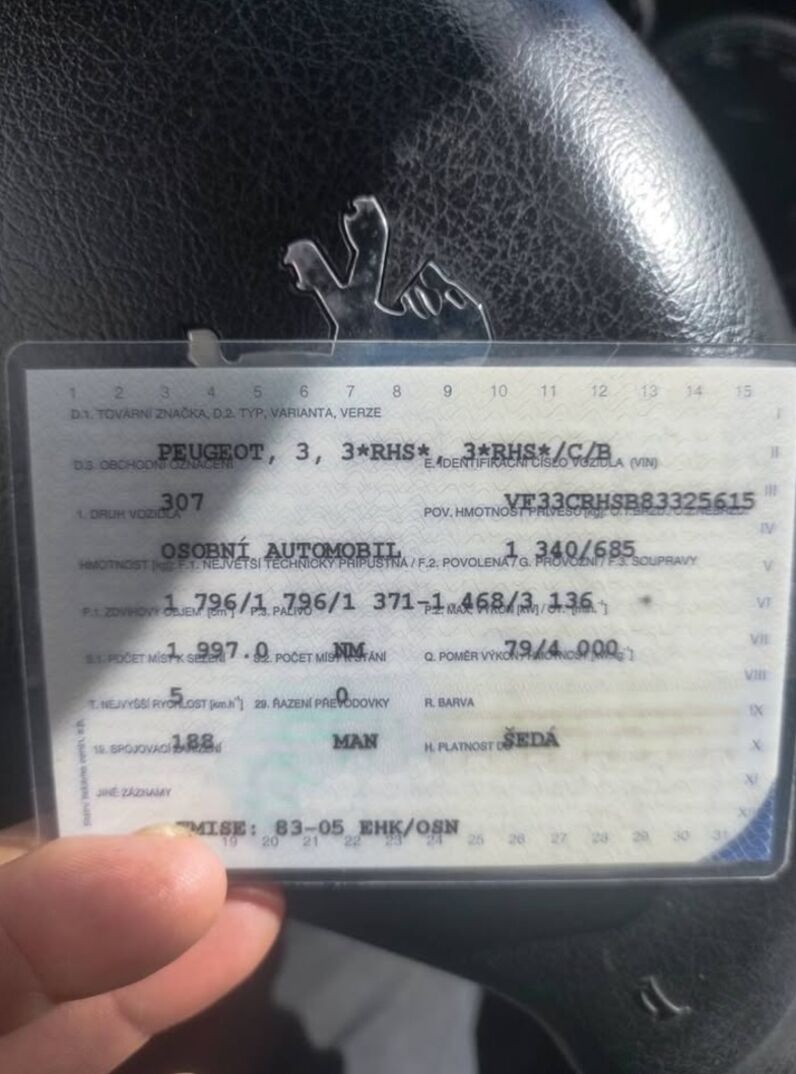 1 2 3 4 5 6 7 8 9 10 11 12 13 14 15
D.1. TOVÁRNÍ ZNAČKA, D.2. TYP, VARIANTA, VERZE I
PEUGEOT, 3, 3*RHS*, 3*RHS*/C/B II
D.3. OBCHODNÍ OZNAČENÍ E. IDENTIFIKAČNÍ ČÍSLO VOZIDLA (VIN)
307 VF33CRHSB83325615 III
1. DRUH VOZIDLA POV. HMOTNOST PŘÍVĚSU [kg]:
IV
OSOBNÍ AUTOMOBIL 1 340/685
HMOTNOST [kg]: F.1. NEJVĚTŠÍ TECHNICKY PŘÍPUSTNÁ / F.2. POVOLENÁ / G. PROVOZNÍ / F.3. SOUPRAVY V
1 796/1 796/1 371-1 468/3 136 VI
P.1. ZDVIHOVÝ OBJEM [cm³] P.3. PALIVO P.2. MAX. VÝKON [kW] / OT. [min.⁻¹]
1 997.0 NM 79/4 000 VII
S.1. POČET MÍST K SEZENÍ S.2. POČET MÍST K STÁNÍ Q. POMĚR VÝKON/HMOTNOST
5 0 VIII
T. NEJVYŠŠÍ RYCHLOST [km.h⁻¹] 29. ŘAZENÍ PŘEVODOVKY R. BARVA
IX
188 MAN ŠEDÁ X
19. SPOJOVACÍ ZAŘÍZENÍ H. PLATNOST DO
XI
JINÉ ZÁZNAMY
EMISE: 83-05 EHK/OSN
19 20 21 22 23 24 25 26 27 28 29 30 31